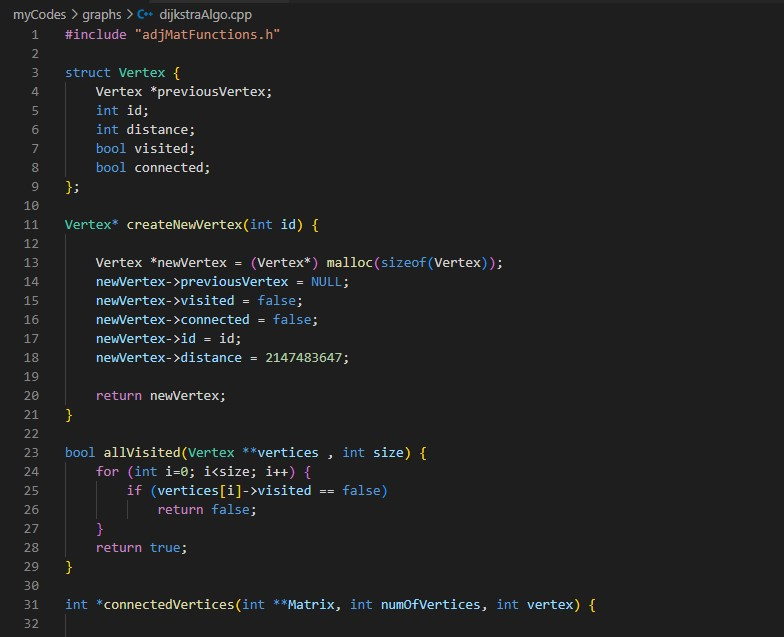 myCodes > graphs > C++ dijkstraAlgo.cpp
1 #include "adjMatFunctions.h"
2
3 struct Vertex {
4     Vertex *previousVertex;
5     int id;
6     int distance;
7     bool visited;
8     bool connected;
9 };
10
11 Vertex* createNewVertex(int id) {
12
13     Vertex *newVertex = (Vertex*) malloc(sizeof(Vertex));
14     newVertex->previousVertex = NULL;
15     newVertex->visited = false;
16     newVertex->connected = false;
17     newVertex->id = id;
18     newVertex->distance = 2147483647;
19
20     return newVertex;
21 }
22
23 bool allVisited(Vertex **vertices , int size) {
24     for (int i=0; i<size; i++) {
25         if (vertices[i]->visited == false)
26             return false;
27     }
28     return true;
29 }
30
31 int *connectedVertices(int **Matrix, int numOfVertices, int vertex) {
32